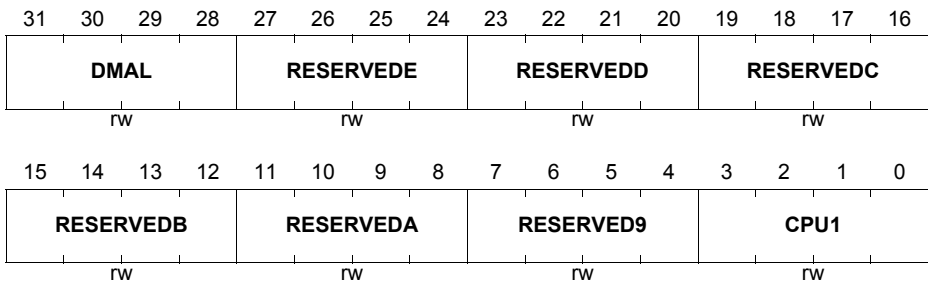 31 30 29 28 27 26 25 24 23 22 21 20 19 18 17 16
DMAL RESERVEDE RESERVEDD RESERVEDC
rw rw rw rw
15 14 13 12 11 10 9 8 7 6 5 4 3 2 1 0
RESERVEDB RESERVEDA RESERVED9 CPU1
rw rw rw rw